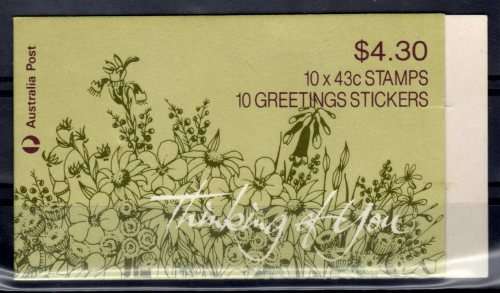 Australia Post
$4.30
10 x 43c STAMPS
10 GREETINGS STICKERS
Thinking of You